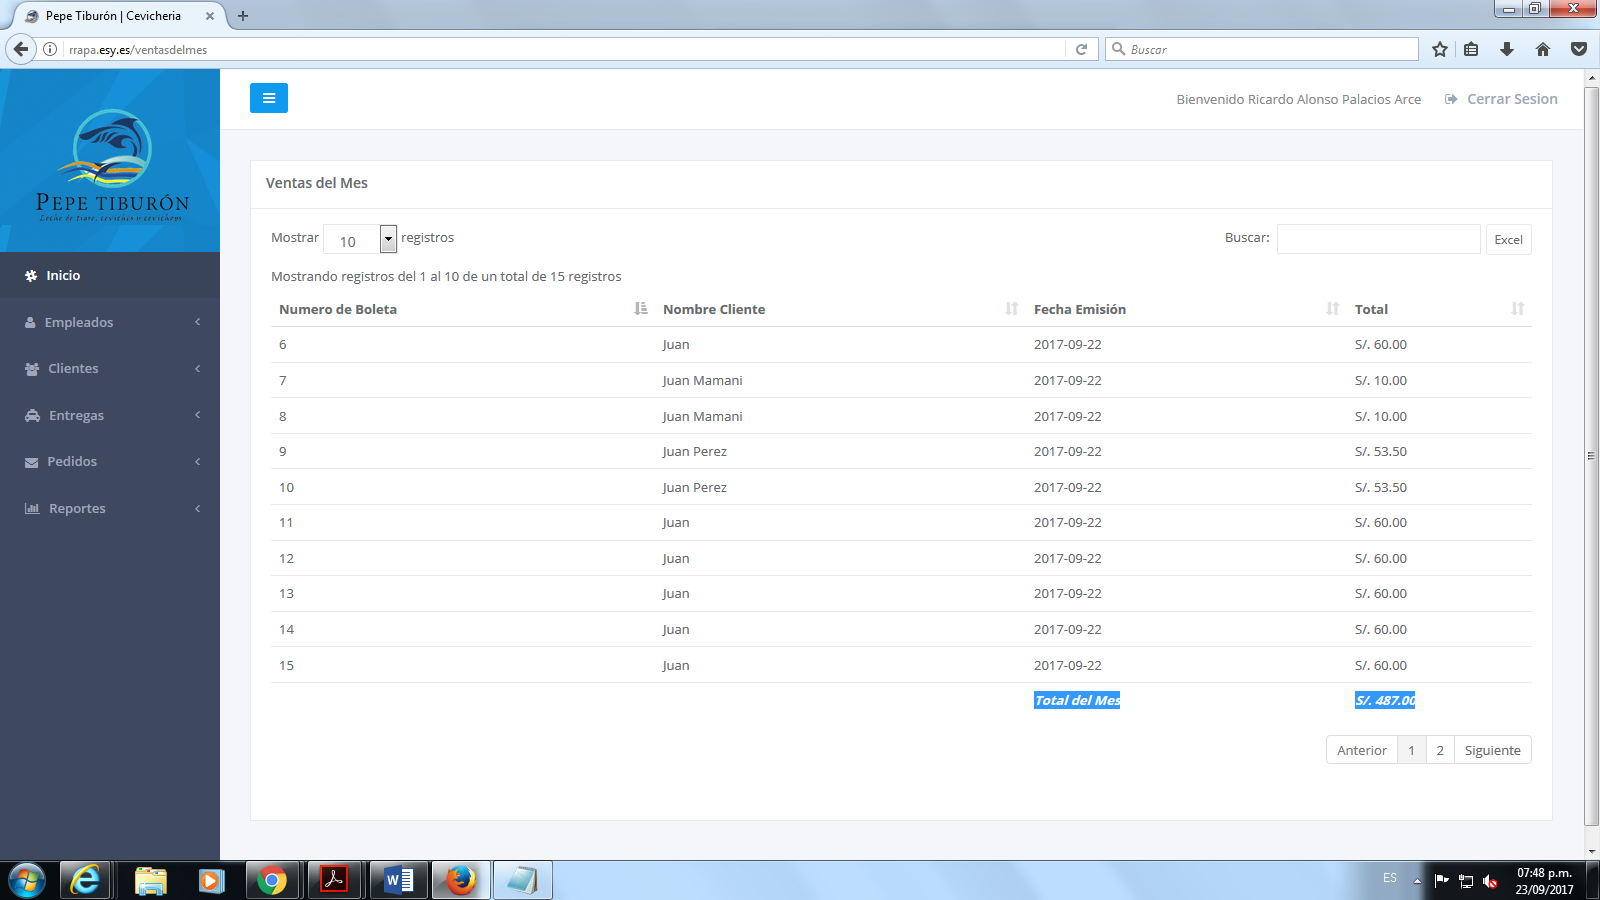 Pepe Tiburón | Cevicheria
rrapa.esy.es/ventasdelmes
Buscar
Bienvenido Ricardo Alonso Palacios Arce
Cerrar Sesion
PEPE TIBURÓN
Leche de tigre, ceviches o ceviches
Inicio
Empleados
Clientes
Entregas
Pedidos
Reportes
Ventas del Mes
Mostrar 10 registros
Buscar:
Excel
Mostrando registros del 1 al 10 de un total de 15 registros
Numero de Boleta Nombre Cliente Fecha Emisión Total
6 Juan 2017-09-22 S/. 60.00
7 Juan Mamani 2017-09-22 S/. 10.00
8 Juan Mamani 2017-09-22 S/. 10.00
9 Juan Perez 2017-09-22 S/. 53.50
10 Juan Perez 2017-09-22 S/. 53.50
11 Juan 2017-09-22 S/. 60.00
12 Juan 2017-09-22 S/. 60.00
13 Juan 2017-09-22 S/. 60.00
14 Juan 2017-09-22 S/. 60.00
15 Juan 2017-09-22 S/. 60.00
Total del Mes S/. 487.00
Anterior 1 2 Siguiente
ES
07:48 p.m.
23/09/2017